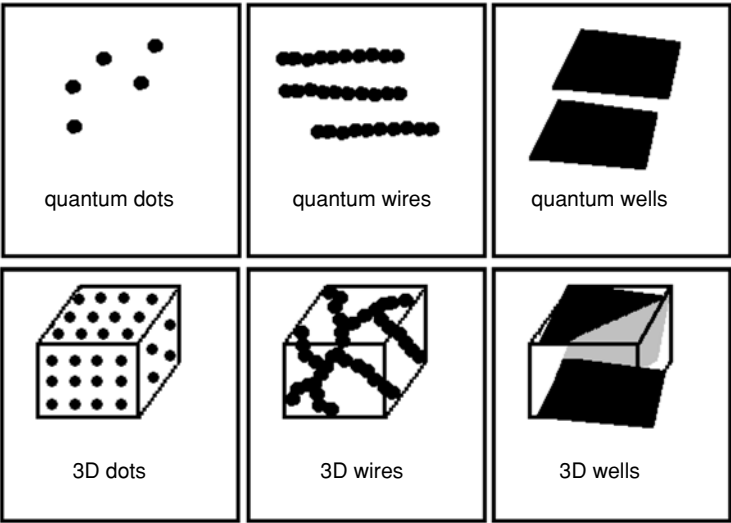 quantum dots
quantum wires
quantum wells
3D dots
3D wires
3D wells